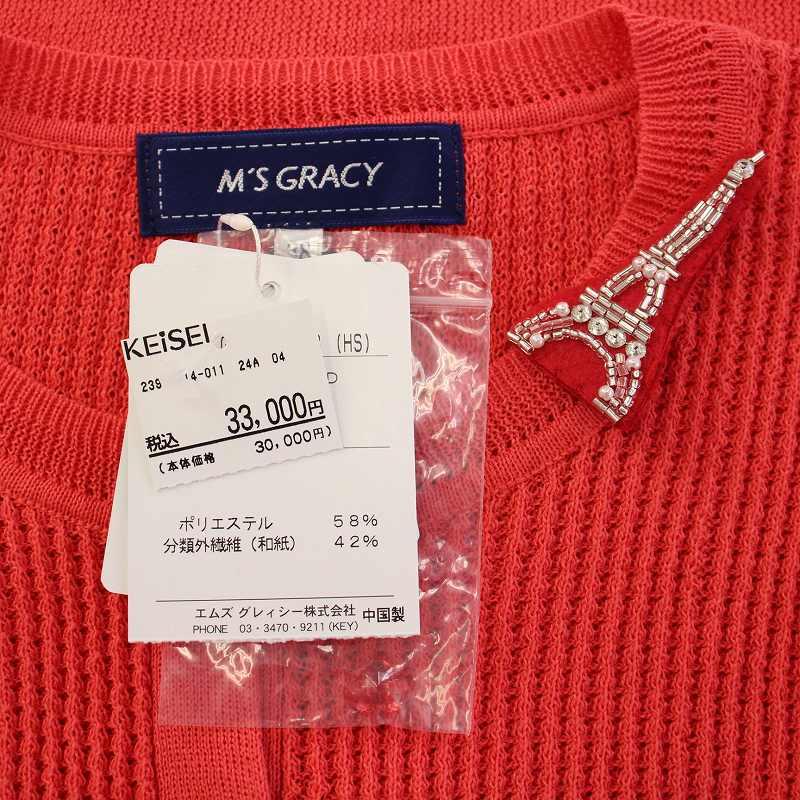 M'S GRACY
KEiSEI
(HS)
4-011 24A 04
33,000円
税込
(本体価格 30,000円)
ポリエステル 58%
分類外繊維(和紙) 42%
エムズ グレィシー株式会社 中国製
PHONE 03・3470・9211(KEY)